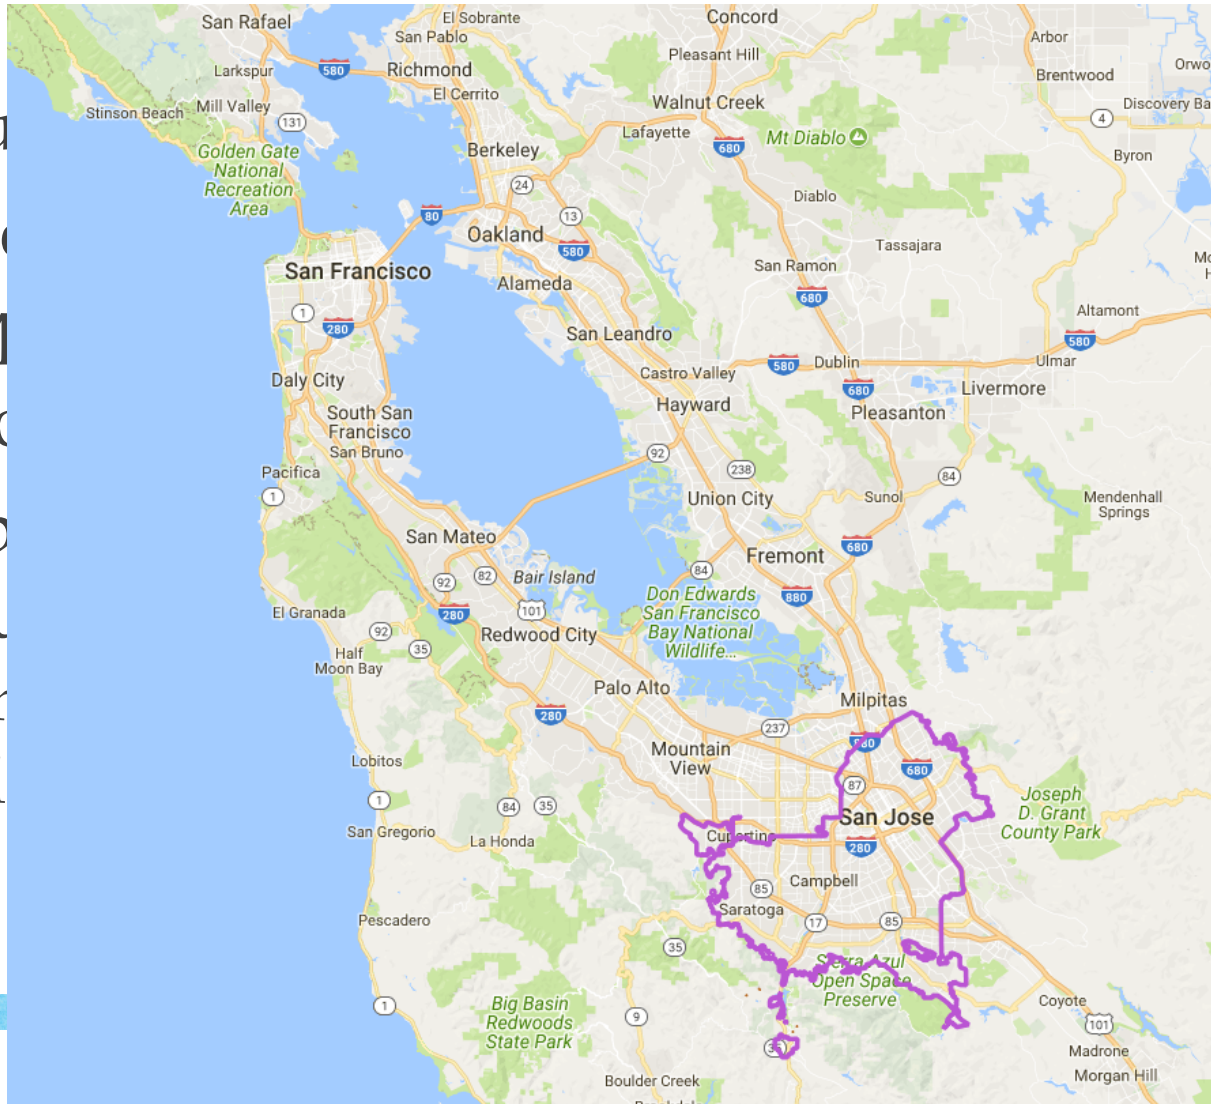 San Rafael
El Sobrante
San Pablo
Concord
Arbor
Pleasant Hill
Larkspur
580
Richmond
Brentwood
Orwo
El Cerrito
Walnut Creek
Discovery Ba
Stinson Beach
Mill Valley
131
Lafayette
4
Mt Diablo
680
Golden Gate
National
Recreation
Area
Berkeley
Byron
24
Diablo
80
13
Oakland
580
Tassajara
San Francisco
San Ramon
Alameda
680
1
280
San Leandro
Altamont
580
Daly City
Castro Valley
580
Dublin
Ulmar
680
Livermore
South San
Francisco
Hayward
Pleasanton
San Bruno
92
Pacifica
238
84
1
Union City
Sunol
Mendenhall
Springs
San Mateo
680
Fremont
92
82
Bair Island
84
880
Don Edwards
San Francisco
Bay National
Wildlife...
El Granada
280
101
92
Redwood City
35
Half
Moon Bay
Palo Alto
Milpitas
280
237
Mountain
View
680
Lobitos
87
1
84
35
San Jose
Joseph
D. Grant
County Park
San Gregorio
La Honda
Cupertino
280
85
Campbell
Saratoga
17
85
Pescadero
35
Sierra Azul
Open Space
Preserve
1
Big Basin
Redwoods
State Park
9
Coyote
101
Madrone
Morgan Hill
Boulder Creek